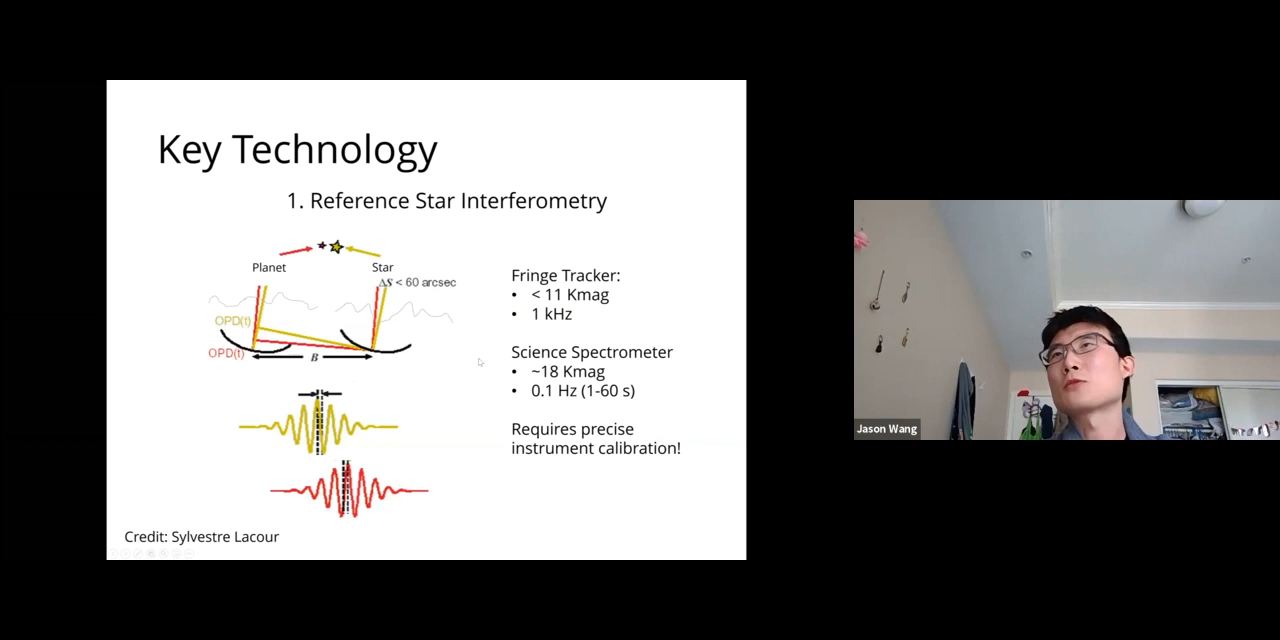 Key Technology
1. Reference Star Interferometry
Planet
Star
ΔS < 60 arcsec
OPD(t)
OPD(t)
B
Fringe Tracker:
• < 11 Kmag
• 1 kHz
Science Spectrometer
• ~18 Kmag
• 0.1 Hz (1-60 s)
Requires precise
instrument calibration!
Credit: Sylvestre Lacour
Jason Wang